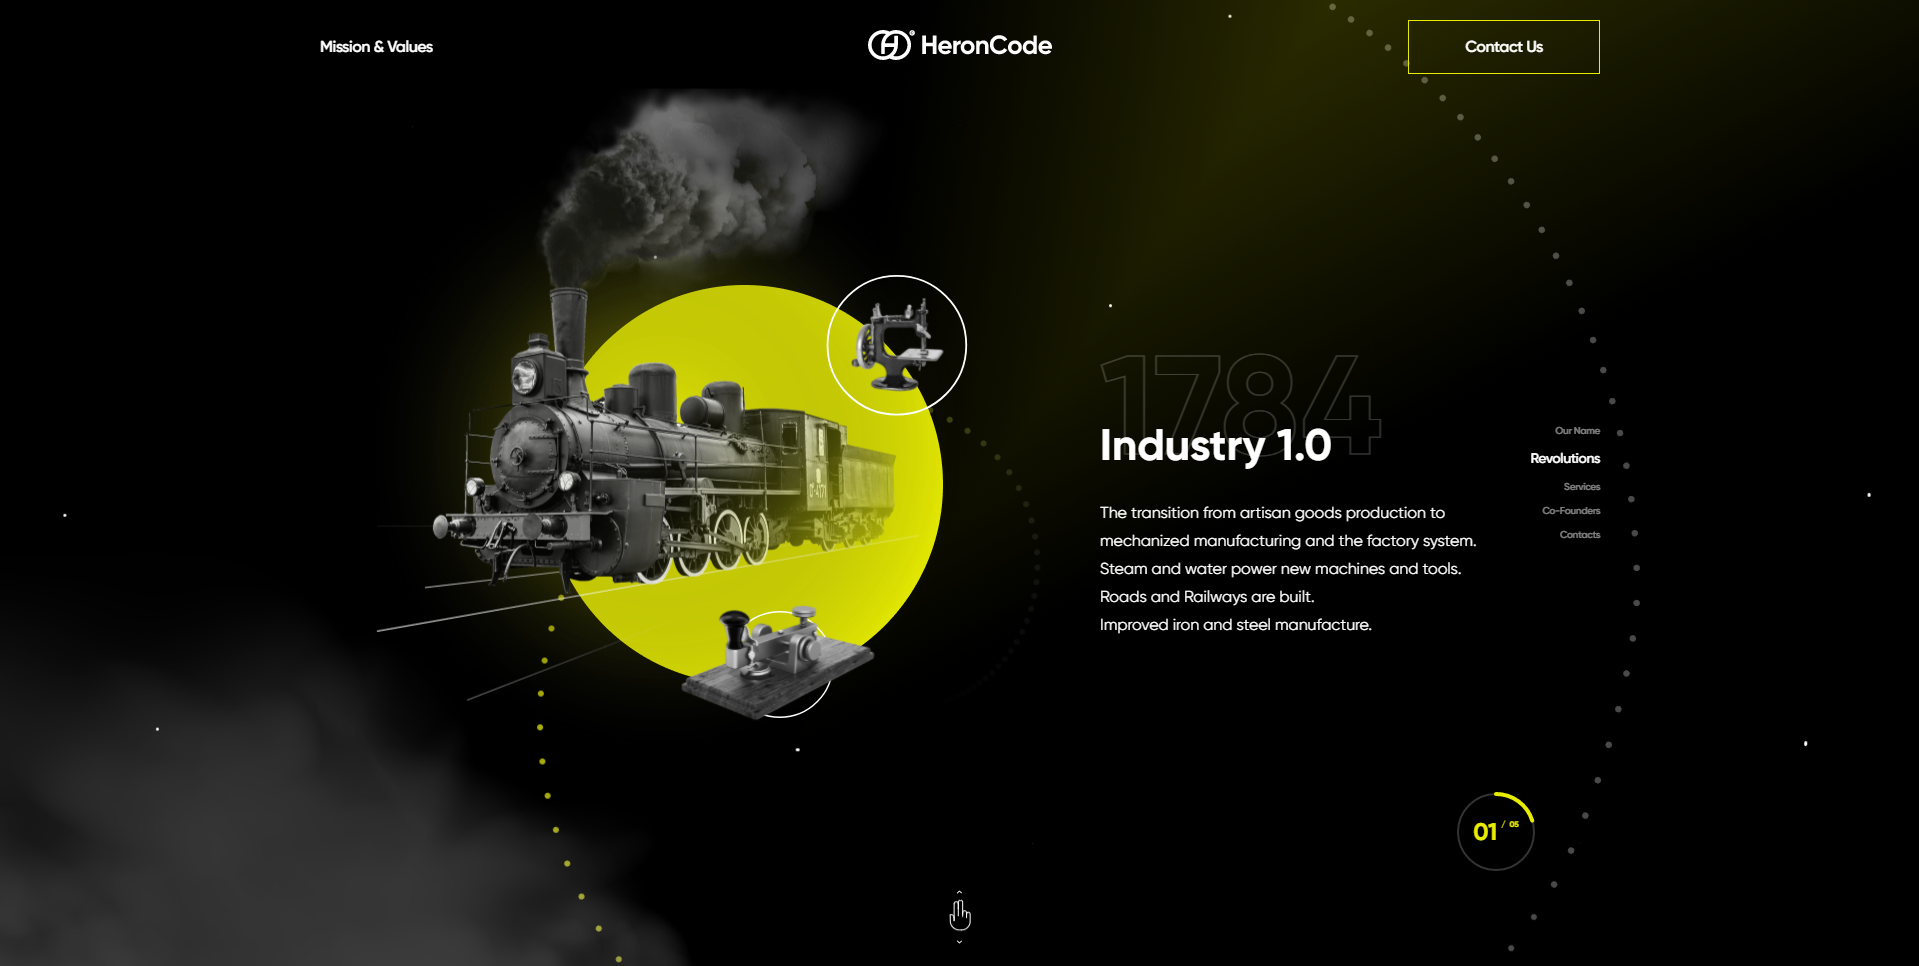 Mission & Values
HeronCode
Contact Us
1784
Industry 1.0
The transition from artisan goods production to
mechanized manufacturing and the factory system.
Steam and water power new machines and tools.
Roads and Railways are built.
Improved iron and steel manufacture.
Our Name
Revolutions
Services
Co-Founders
Contacts
01 / 05